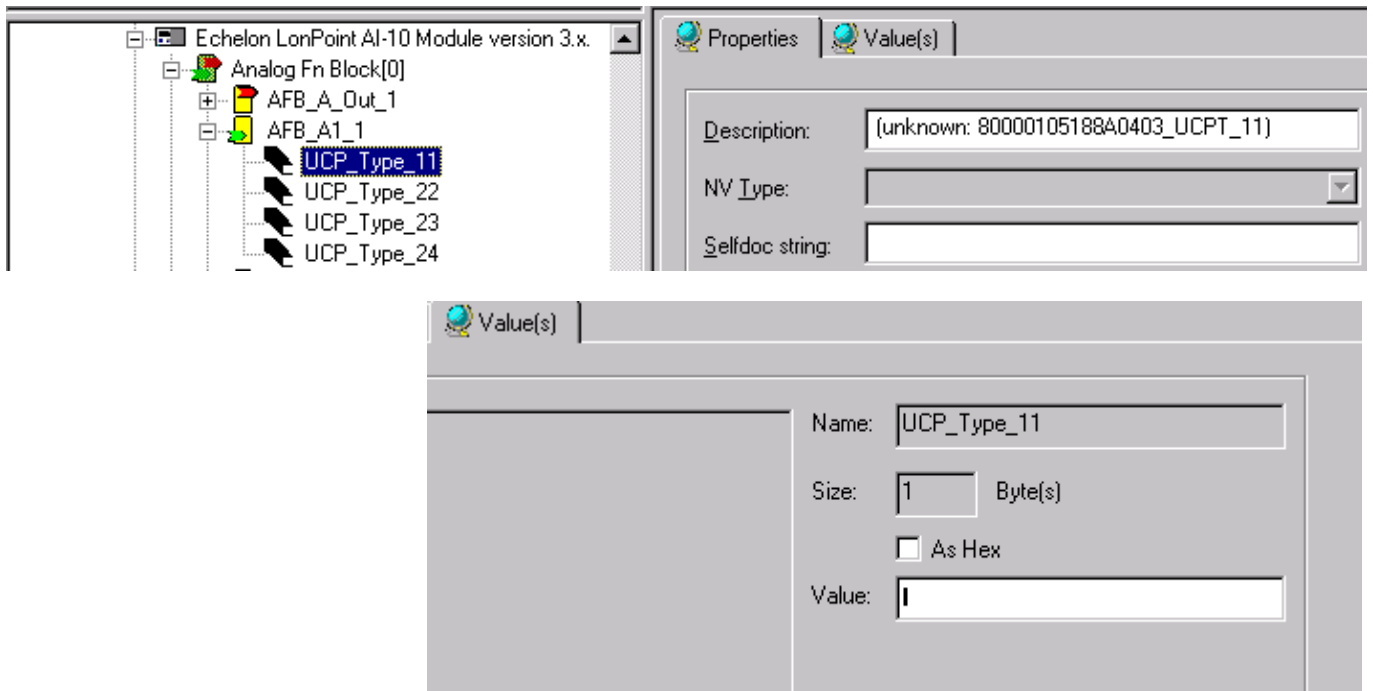 Echelon LonPoint AI-10 Module version 3.x.
Analog Fn Block[0]
AFB_A_Out_1
AFB_A1_1
UCP_Type_11
UCP_Type_22
UCP_Type_23
UCP_Type_24
Properties
Value(s)
Description: (unknown: 80000105188A0403_UCPT_11)
NV Type:
Selfdoc string:
Value(s)
Name: UCP_Type_11
Size: 1 Byte(s)
As Hex
Value: